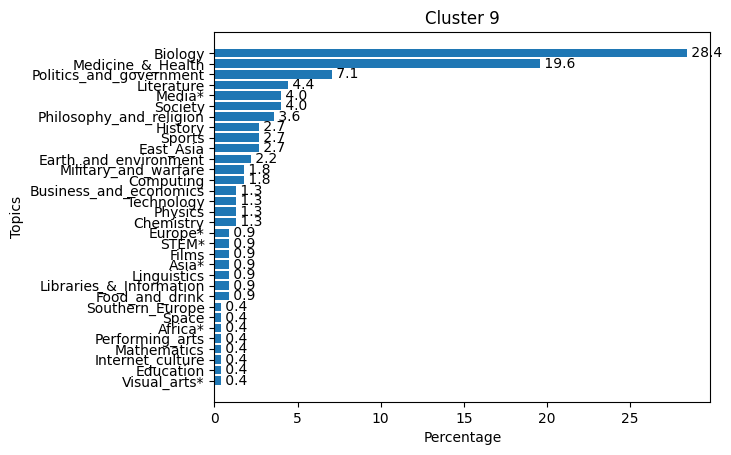 Cluster 9
Biology 28.4
Medicine_&_Health 19.6
Politics_and_government 7.1
Literature 4.4
Media* 4.0
Society 4.0
Philosophy_and_religion 3.6
History 2.7
Sports 2.7
East_Asia 2.7
Earth_and_environment 2.2
Military_and_warfare 1.8
Computing 1.8
Business_and_economics 1.3
Technology 1.3
Physics 1.3
Chemistry 1.3
Europe* 0.9
STEM* 0.9
Films 0.9
Asia* 0.9
Linguistics 0.9
Libraries_&_Information 0.9
Food_and_drink 0.9
Southern_Europe 0.4
Space 0.4
Africa* 0.4
Performing_arts 0.4
Mathematics 0.4
Internet_culture 0.4
Education 0.4
Visual_arts* 0.4
Topics
0 5 10 15 20 25
Percentage